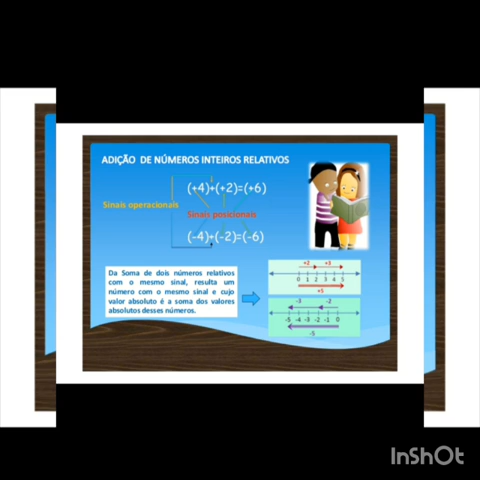 ADIÇÃO DE NÚMEROS INTEIROS RELATIVOS
(+4)+(+2)=(+6)
Sinais operacionais
Sinais posicionais
(-4)+(-2)=(-6)
Da Soma de dois números relativos
com o mesmo sinal, resulta um
número com o mesmo sinal e cujo
valor absoluto é a soma dos valores
absolutos desses números.
+2 +3
0 1 2 3 4 5
+5
-3 -2
-5 -4 -3 -2 -1 0
-5
InShOt